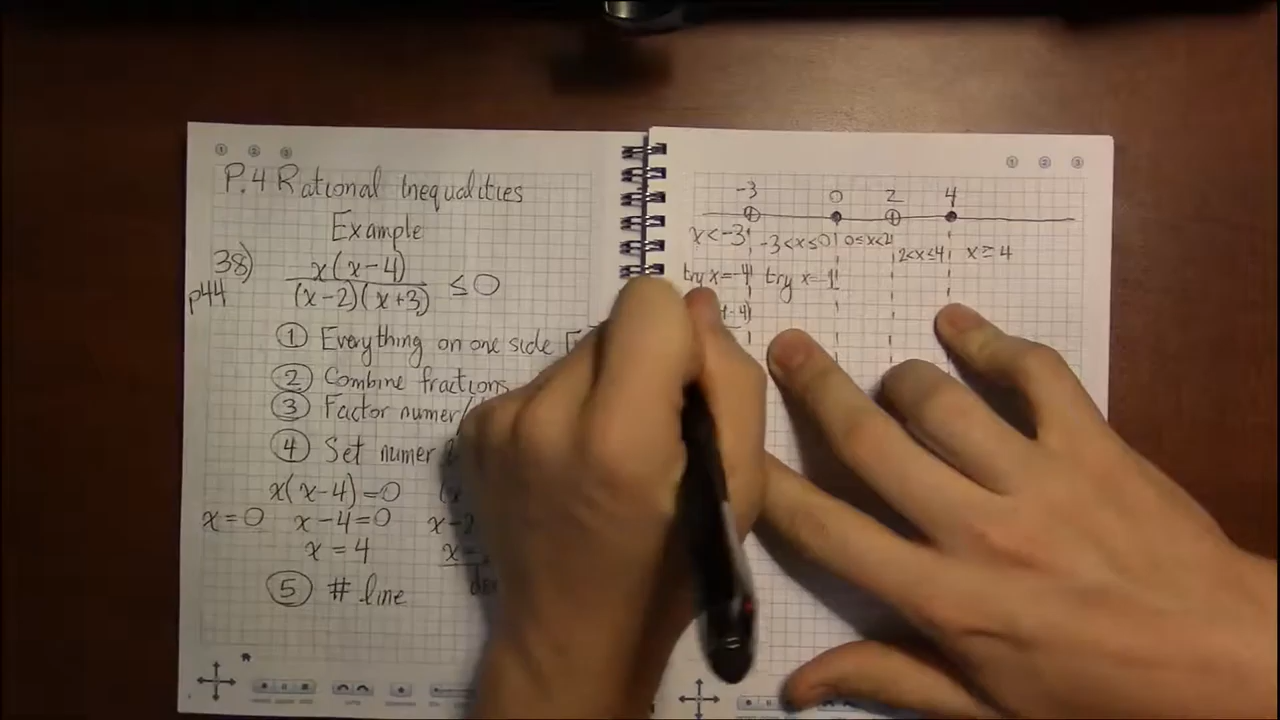 P.4 Rational Inequalities
Example
38) x(x-4) / (x-2)(x+3) ≤ 0
p44
① Everything on one side
② Combine fractions
③ Factor numer/
④ Set numer
x(x-4)=0
x=0 x-4=0 x-2
x=4 x=
⑤ # line
-3 0 2 4
x<-3 -3<x≤0 0≤x<2 2<x≤4 x≥4
try x=-4 try x=-1
-4)